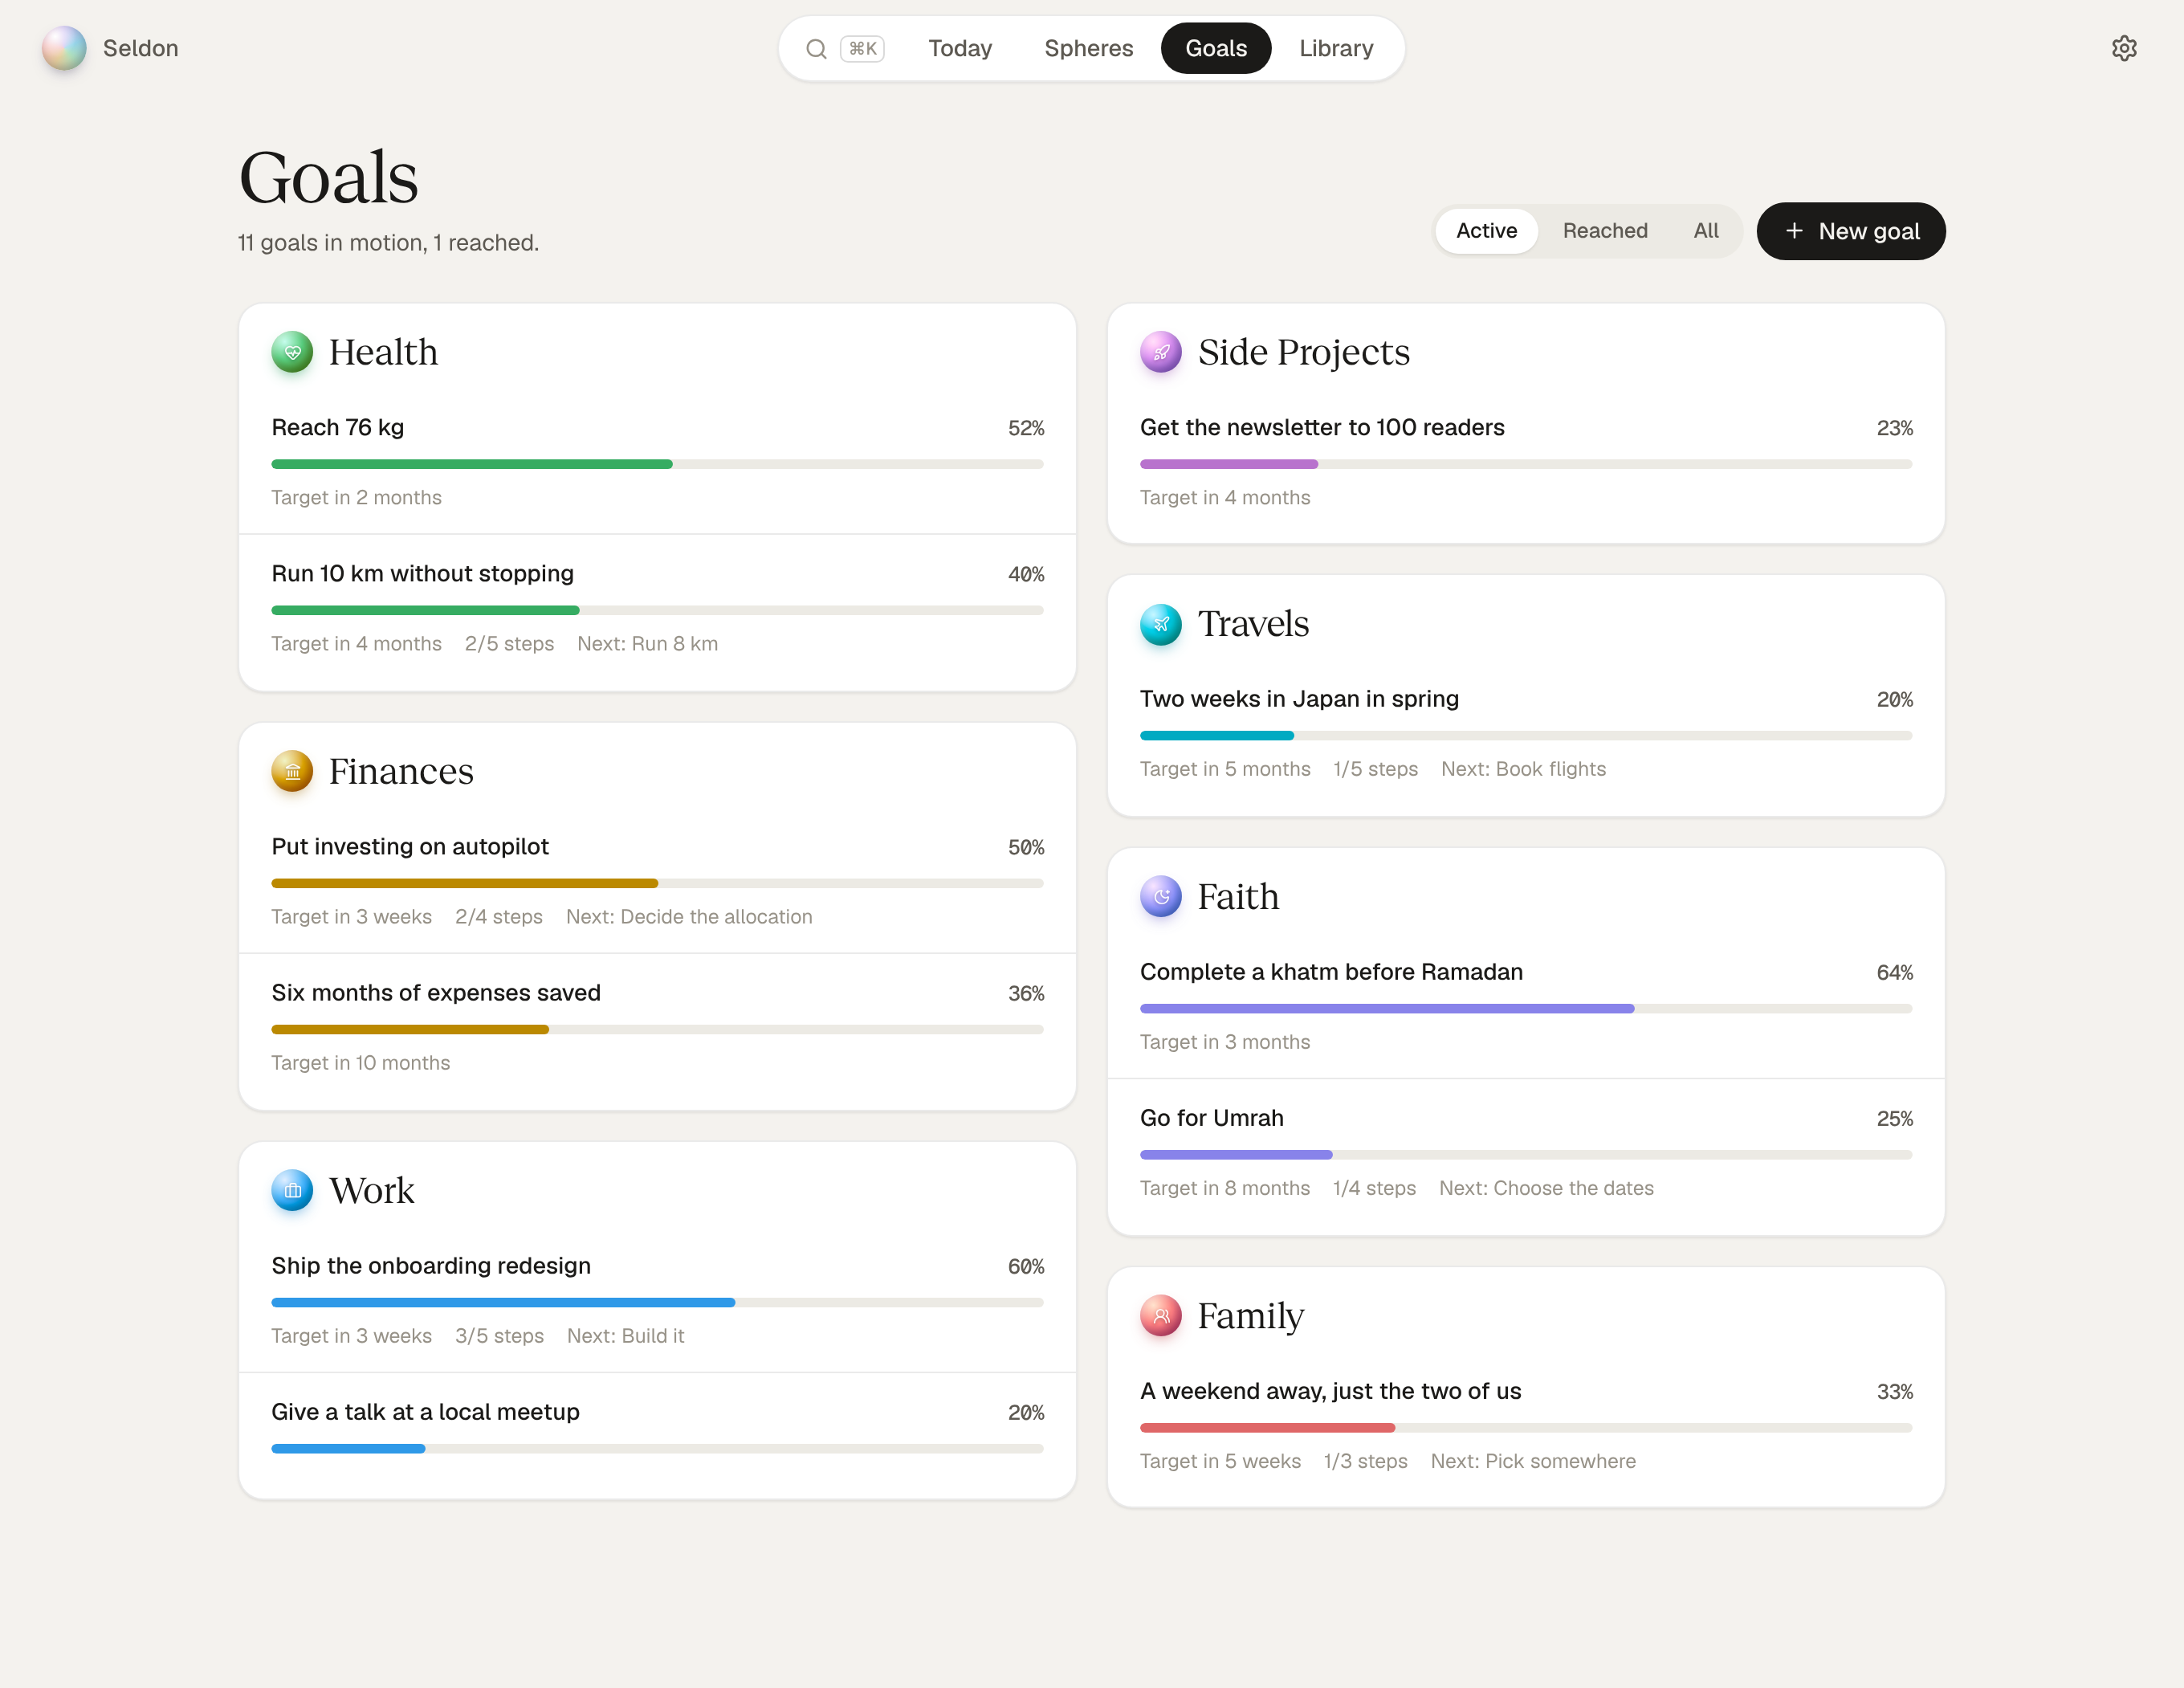 Seldon
⌘K
Today
Spheres
Goals
Library
Goals
11 goals in motion, 1 reached.
Active
Reached
All
+ New goal
Health
Reach 76 kg 52%
Target in 2 months
Run 10 km without stopping 40%
Target in 4 months 2/5 steps Next: Run 8 km
Finances
Put investing on autopilot 50%
Target in 3 weeks 2/4 steps Next: Decide the allocation
Six months of expenses saved 36%
Target in 10 months
Work
Ship the onboarding redesign 60%
Target in 3 weeks 3/5 steps Next: Build it
Give a talk at a local meetup 20%
Side Projects
Get the newsletter to 100 readers 23%
Target in 4 months
Travels
Two weeks in Japan in spring 20%
Target in 5 months 1/5 steps Next: Book flights
Faith
Complete a khatm before Ramadan 64%
Target in 3 months
Go for Umrah 25%
Target in 8 months 1/4 steps Next: Choose the dates
Family
A weekend away, just the two of us 33%
Target in 5 weeks 1/3 steps Next: Pick somewhere